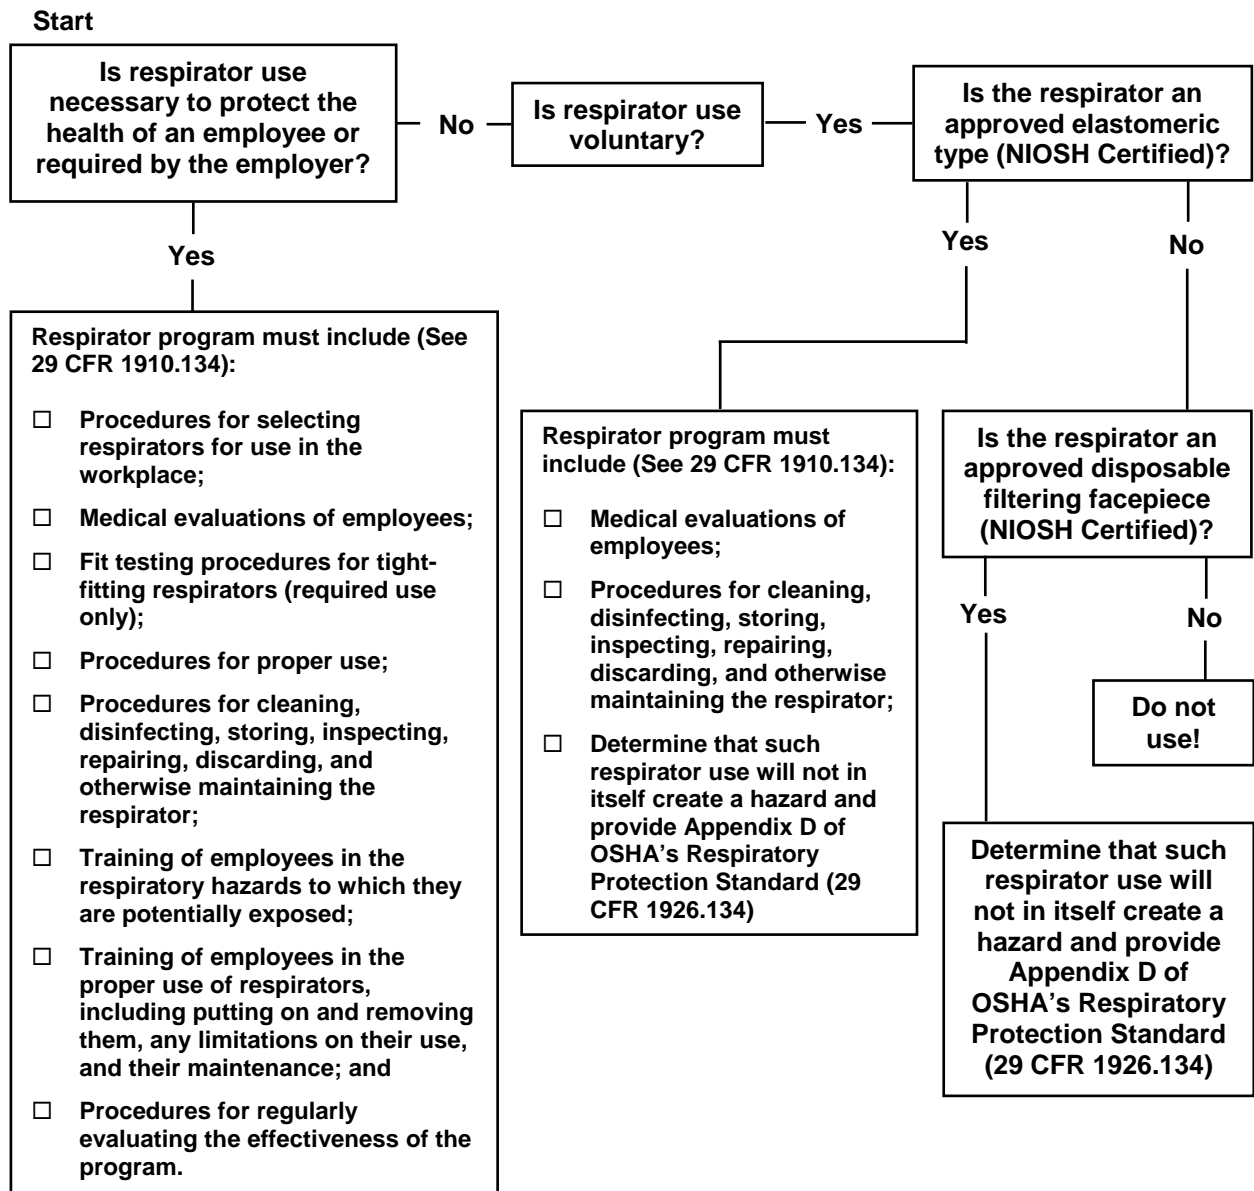 Start
Is respirator use
necessary to protect the
health of an employee or
required by the employer?
No
Is respirator use
voluntary?
Yes
Is the respirator an
approved elastomeric
type (NIOSH Certified)?
Yes
Yes
No
Respirator program must include (See
29 CFR 1910.134):
☐ Procedures for selecting
respirators for use in the
workplace;
☐ Medical evaluations of employees;
☐ Fit testing procedures for tight-
fitting respirators (required use
only);
☐ Procedures for proper use;
☐ Procedures for cleaning,
disinfecting, storing, inspecting,
repairing, discarding, and
otherwise maintaining the
respirator;
☐ Training of employees in the
respiratory hazards to which they
are potentially exposed;
☐ Training of employees in the
proper use of respirators,
including putting on and removing
them, any limitations on their use,
and their maintenance; and
☐ Procedures for regularly
evaluating the effectiveness of the
program.
Respirator program must
include (See 29 CFR 1910.134):
☐ Medical evaluations of
employees;
☐ Procedures for cleaning,
disinfecting, storing,
inspecting, repairing,
discarding, and otherwise
maintaining the respirator;
☐ Determine that such
respirator use will not in
itself create a hazard and
provide Appendix D of
OSHA's Respiratory
Protection Standard (29
CFR 1926.134)
Is the respirator an
approved disposable
filtering facepiece
(NIOSH Certified)?
Yes
No
Do not
use!
Determine that such
respirator use will
not in itself create a
hazard and provide
Appendix D of
OSHA's Respiratory
Protection Standard
(29 CFR 1926.134)